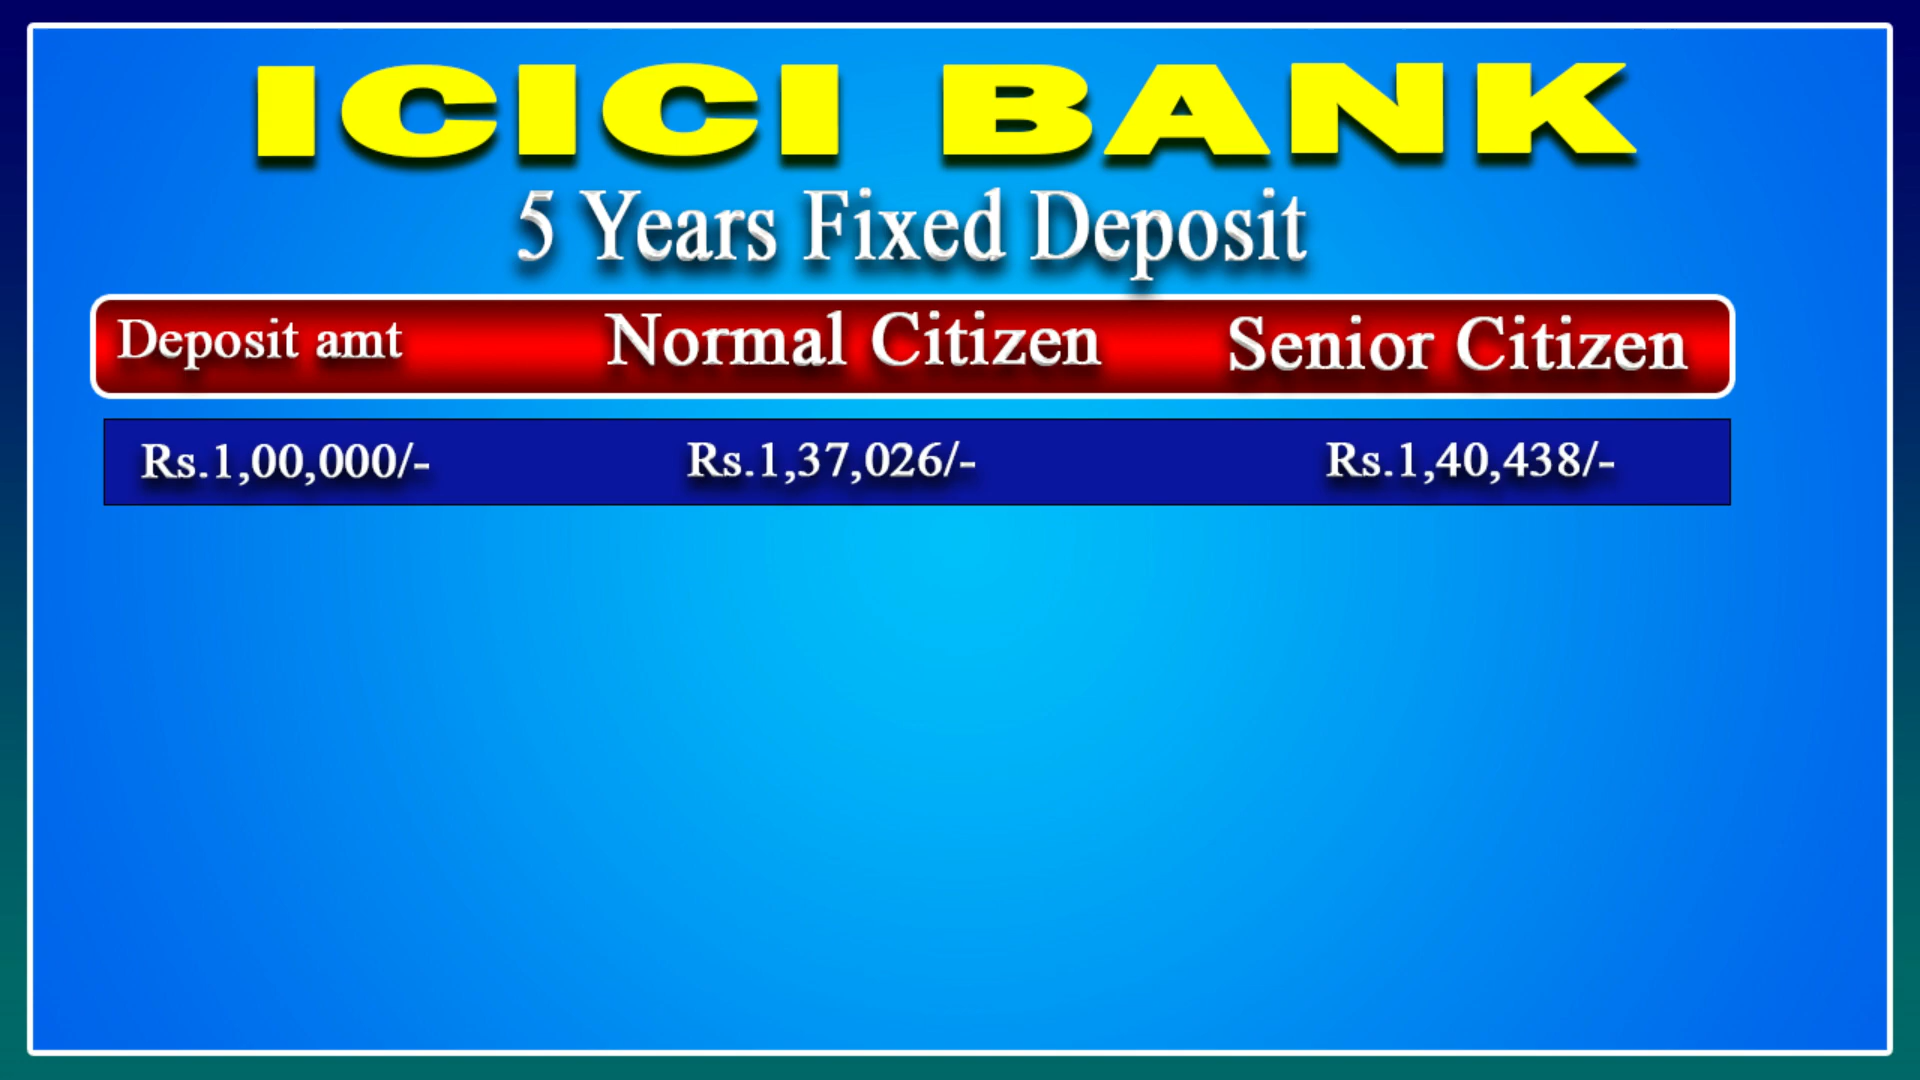 ICICI BANK
5 Years Fixed Deposit
Deposit amt Normal Citizen Senior Citizen
Rs.1,00,000/- Rs.1,37,026/- Rs.1,40,438/-